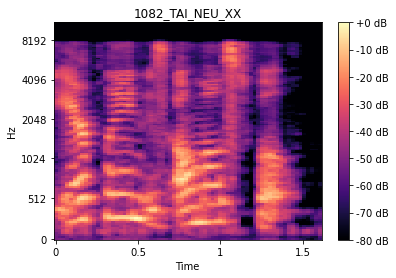 1082_TAI_NEU_XX
+0 dB
8192
-10 dB
4096
-20 dB
-30 dB
2048
Hz
-40 dB
1024
-50 dB
512
-60 dB
-70 dB
0
-80 dB
0
0.5
1
1.5
Time